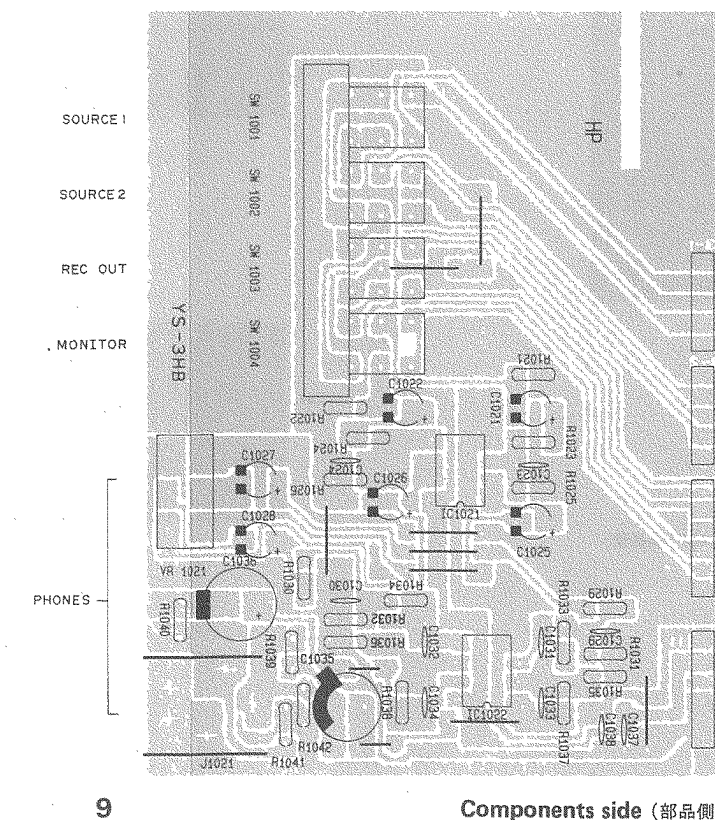 SOURCE 1
SW 1001
HP
SOURCE 2
SW 1002
REC OUT
SW 1003
YS-3HB
MONITOR
SW 1004
R1021
C1022
C1021
R1022
R1024
R1023
C1027
C1024
C1023
R1026
C1026
R1025
C1028
IC1021
C1025
C1036
VR 1021
R1030
C1030
R1034
R1033
R1029
PHONES
R1040
R1032
C1029
R1039
R1036
C1032
C1031
R1031
C1035
R1035
R1038
C1034
IC1022
C1033
R1042
R1037
C1038
C1037
J1021
R1041
9
Components side (部品側